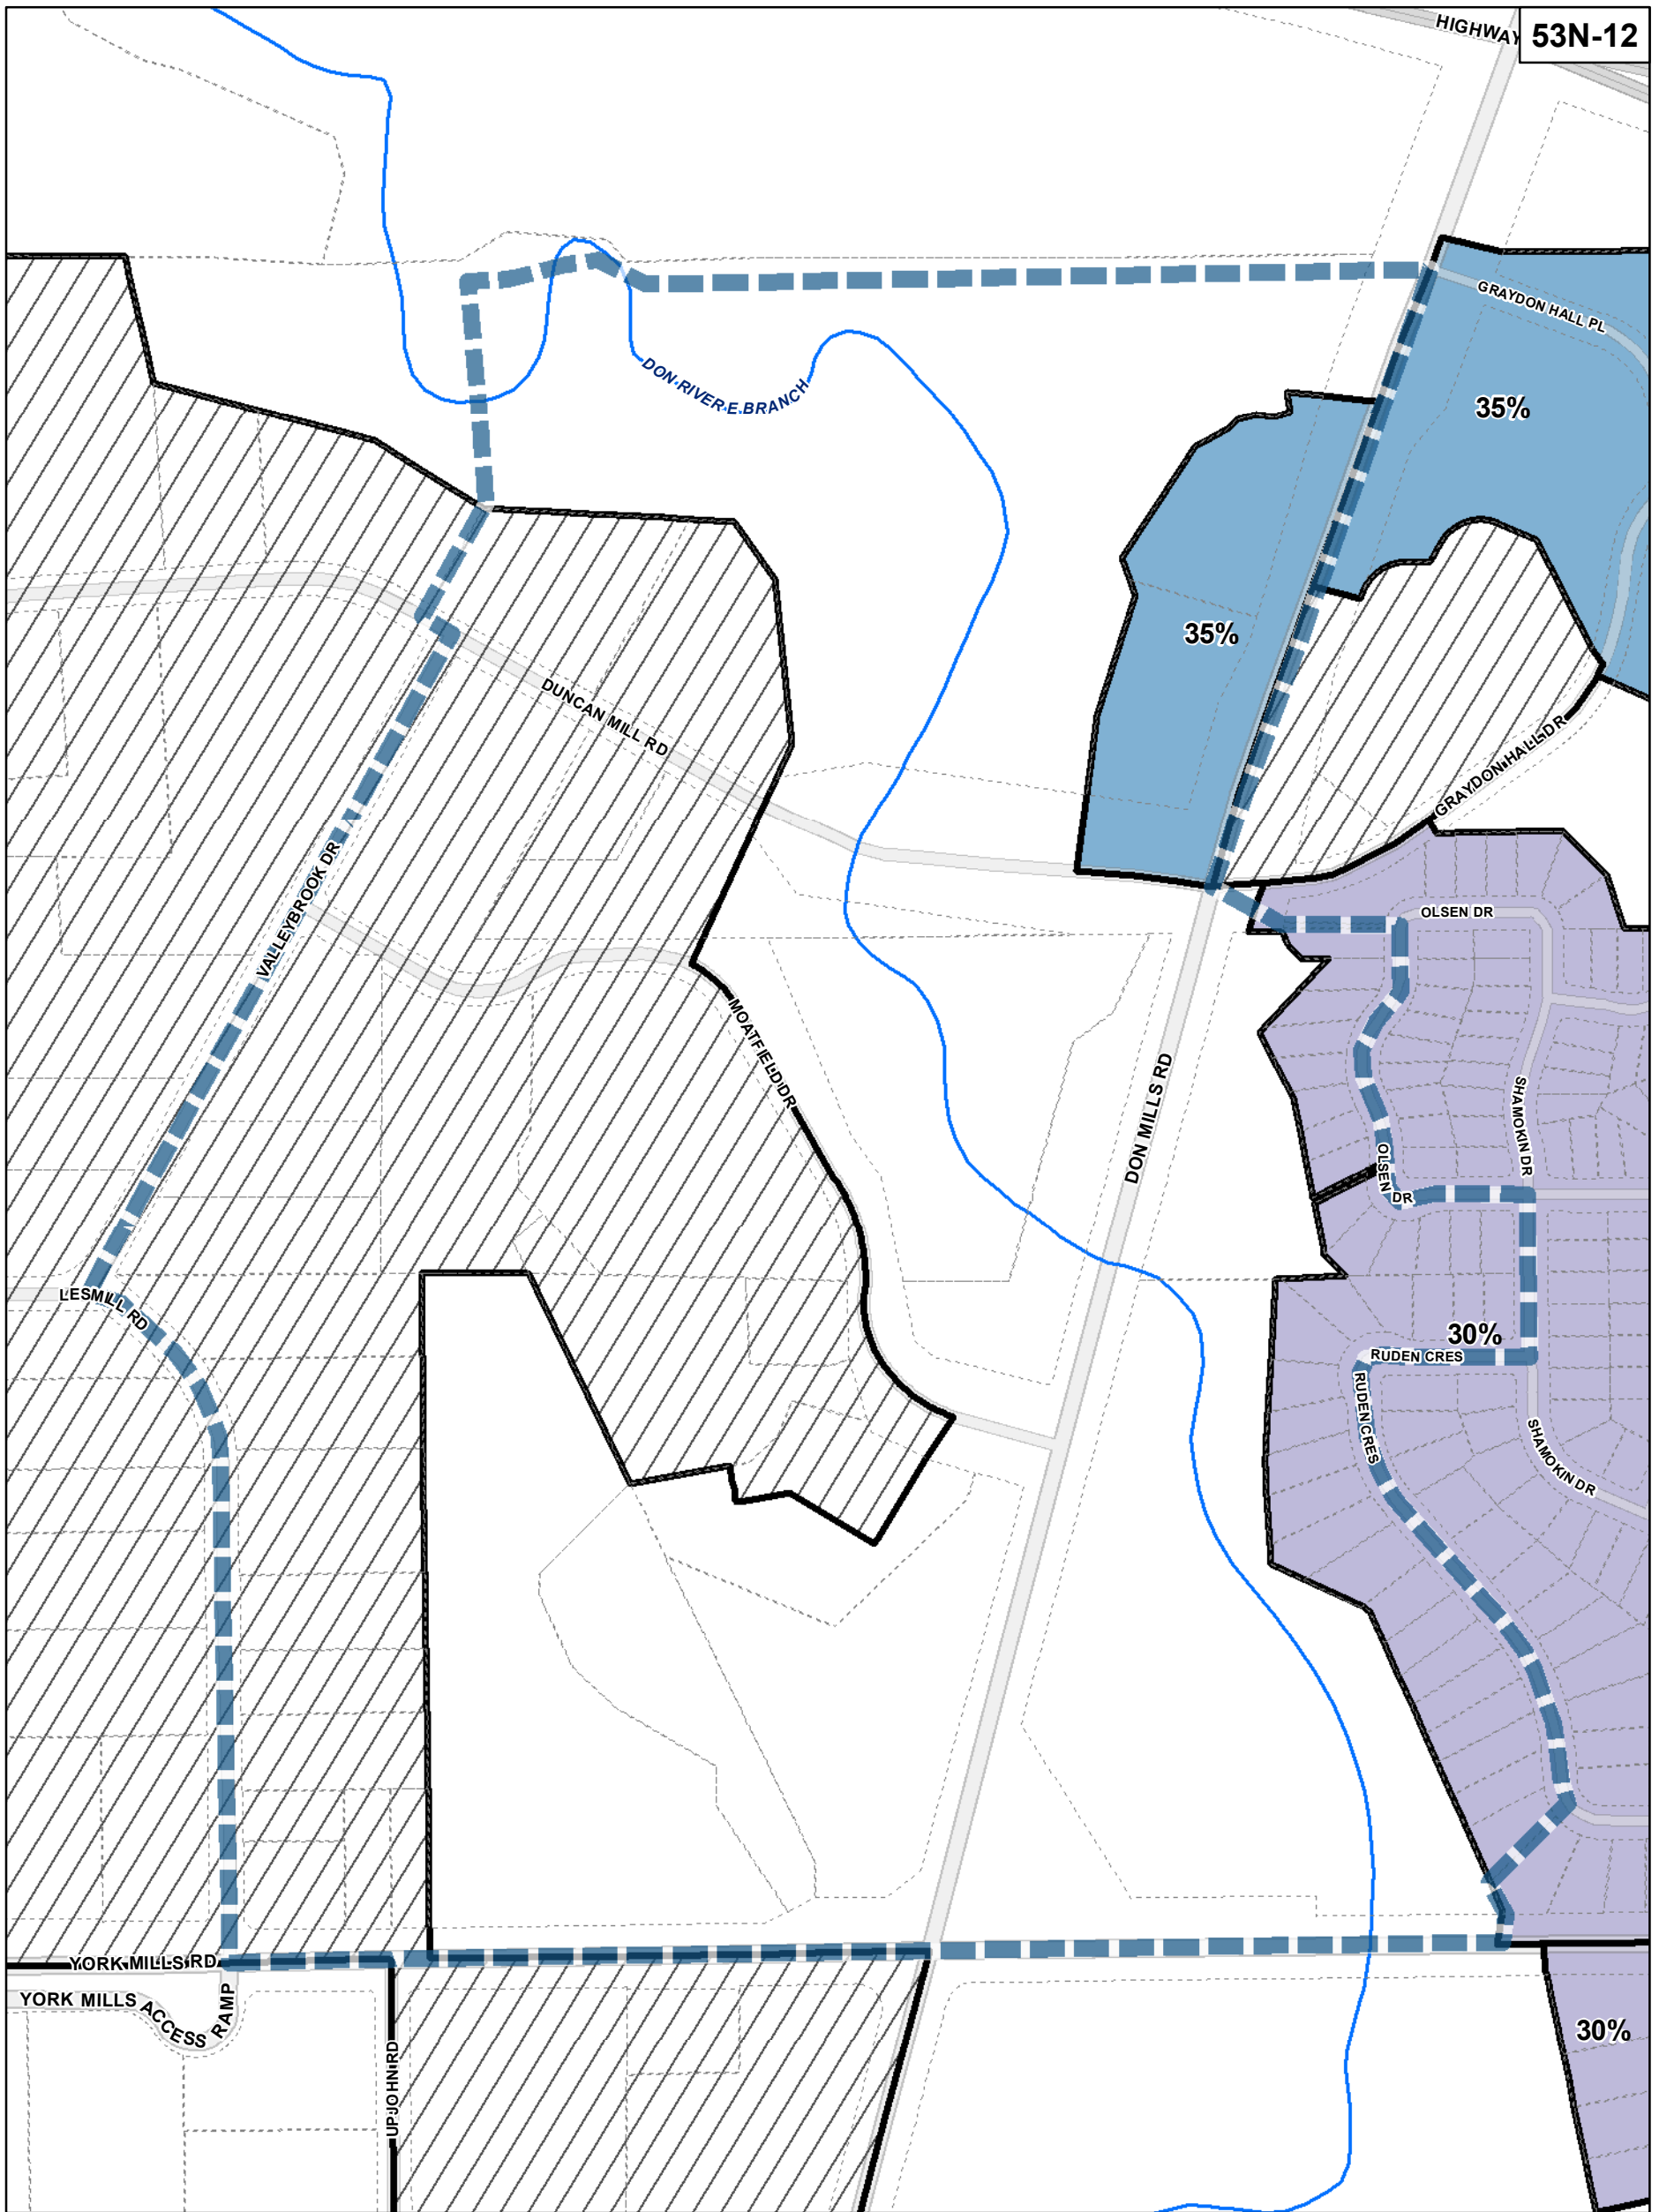 HIGHWAY
53N-12
GRAYDON HALL PL
DON RIVER E.BRANCH
35%
35%
DUNCAN MILL RD
GRAYDON HALL DR
VALLEYBROOK DR
OLSEN DR
MOATFIELD DR
DON MILLS RD
SHAMOKIN DR
OLSEN DR
LESMILL RD
30%
RUDEN CRES
RUDEN CRES
SHAMOKIN DR
YORK MILLS RD
YORK MILLS ACCESS RAMP
UPJOHN RD
30%